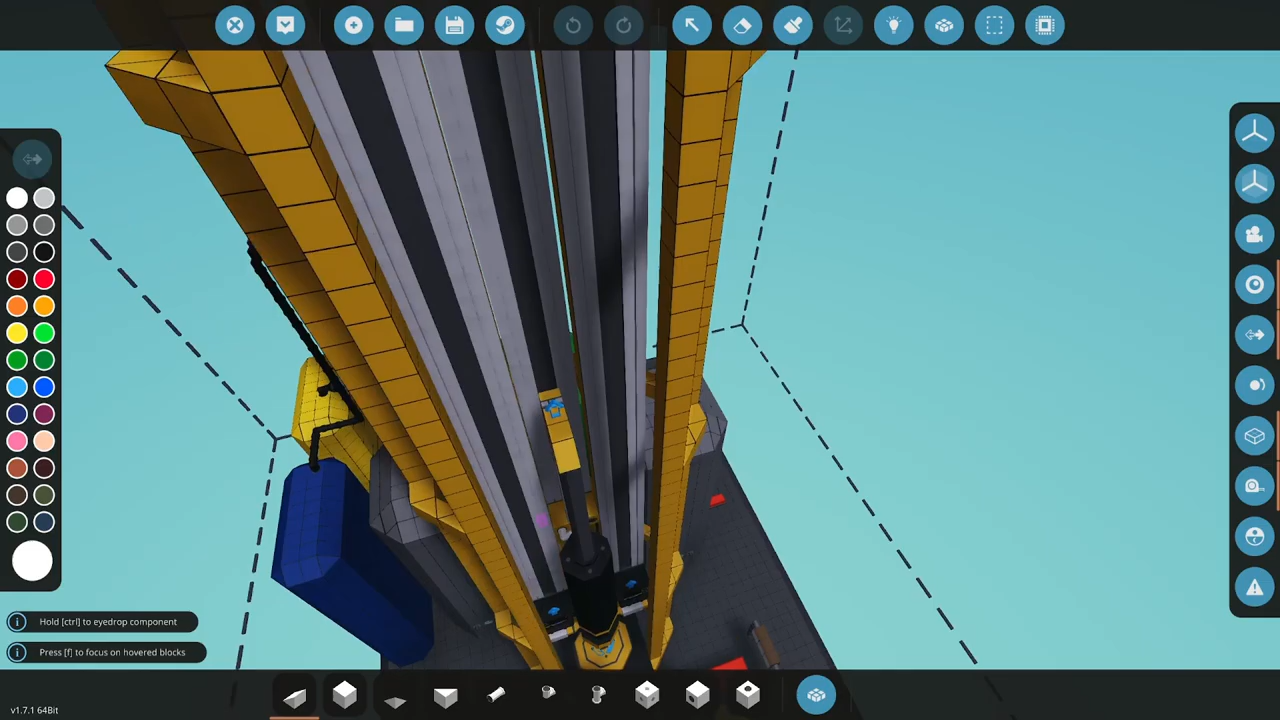 Hold [ctrl] to eyedrop component
Press [f] to focus on hovered blocks
v1.7.1 64Bit